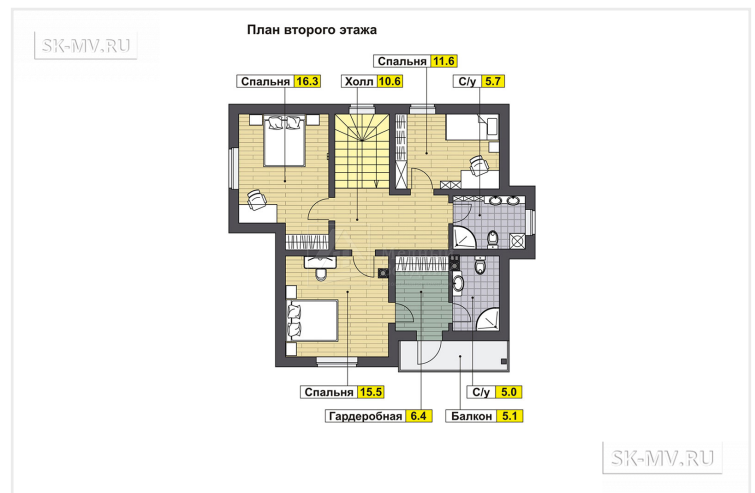 План второго этажа
SK-MV.RU
Спальня 11.6
Спальня 16.3
Холл 10.6
С/у 5.7
Спальня 15.5
С/у 5.0
Гардеробная 6.4
Балкон 5.1
SK-MV.RU